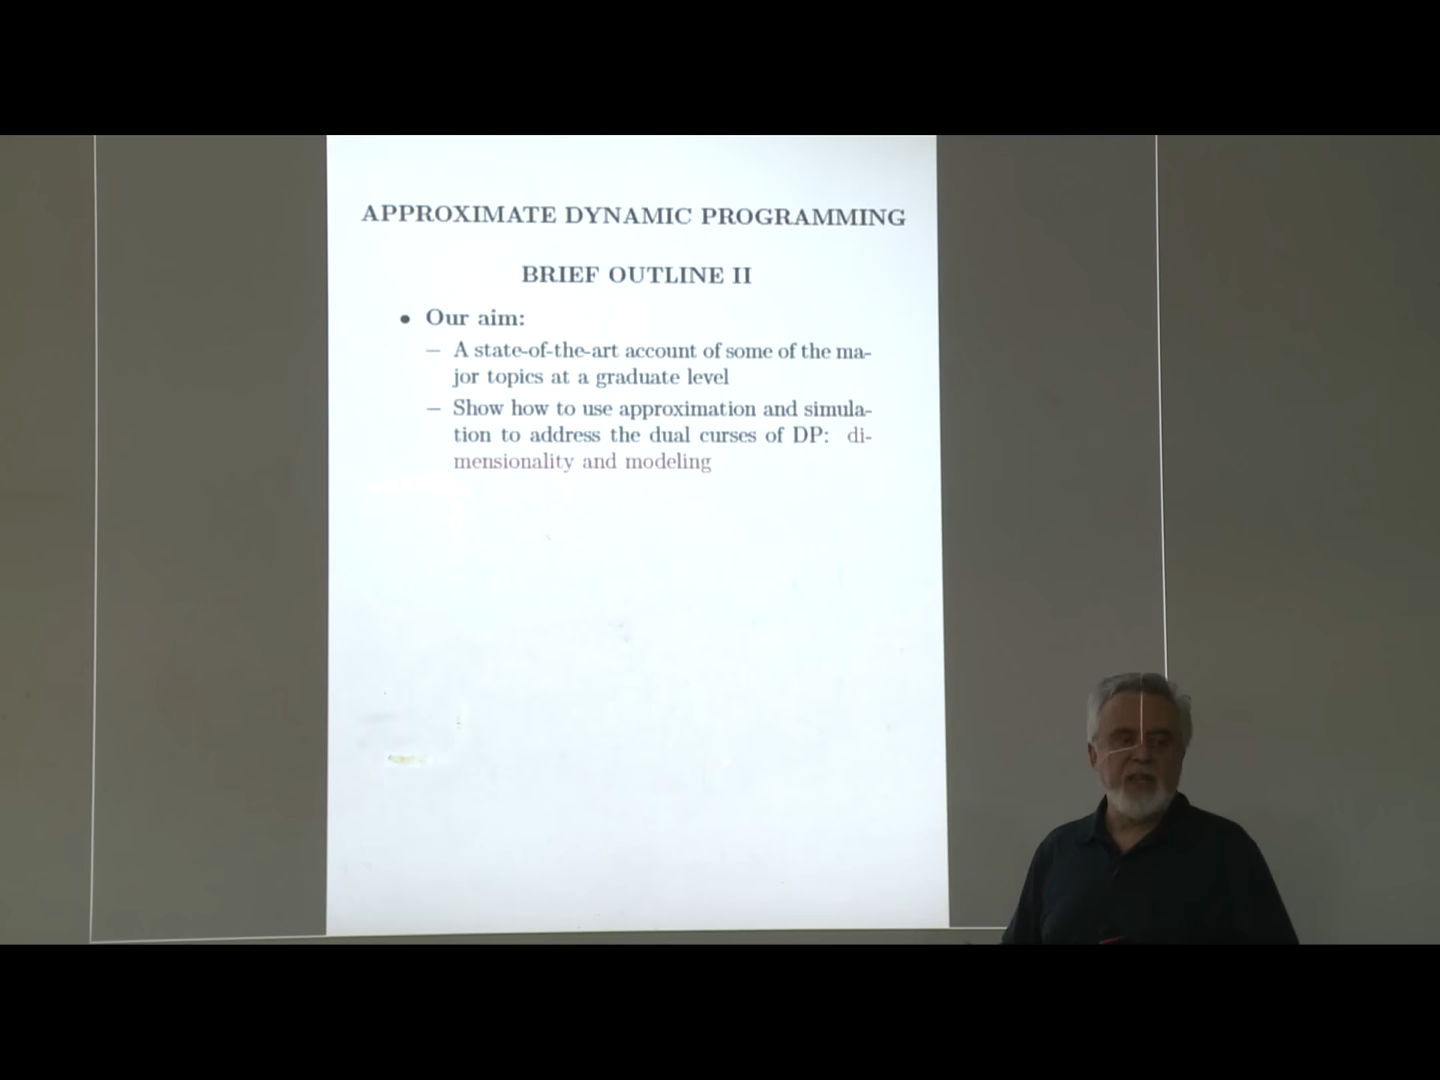 APPROXIMATE DYNAMIC PROGRAMMING
BRIEF OUTLINE II
• Our aim:
– A state-of-the-art account of some of the ma-
jor topics at a graduate level
– Show how to use approximation and simula-
tion to address the dual curses of DP: di-
mensionality and modeling